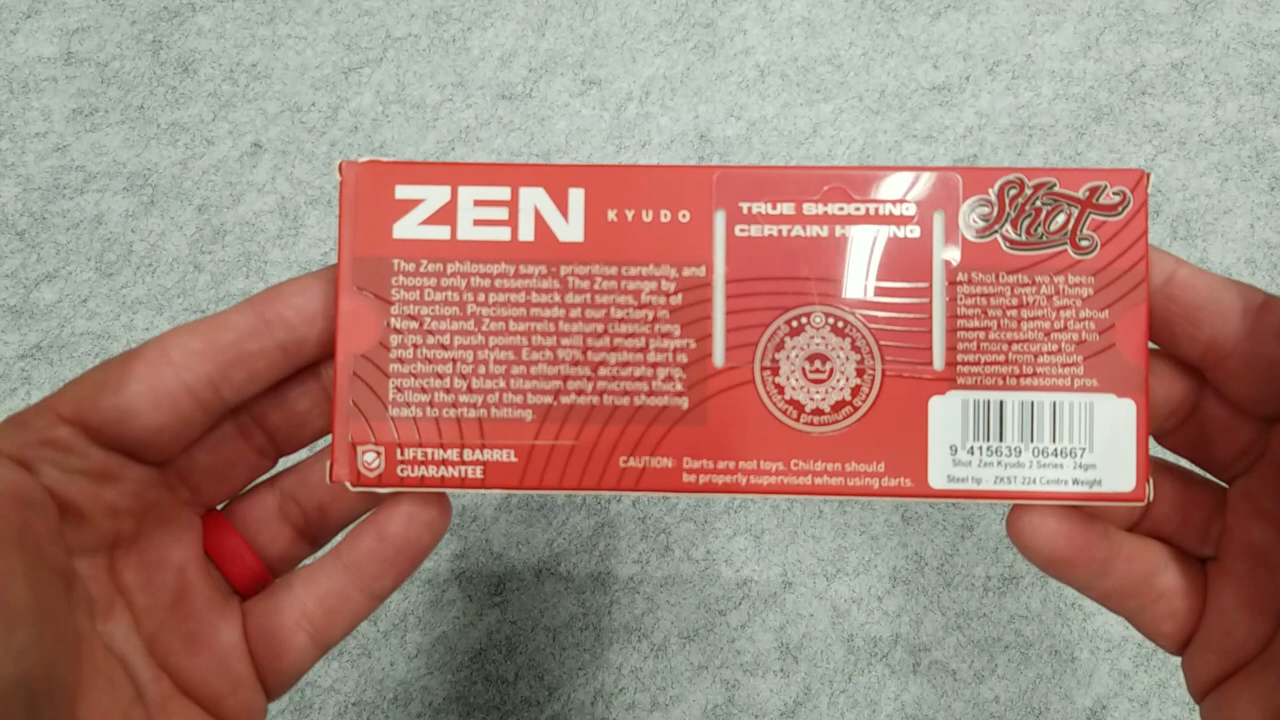 ZEN KYUDO
The Zen philosophy says - prioritise carefully, and
choose only the essentials. The Zen range by
Shot Darts is a pared-back dart series, free of
distraction. Precision made at our factory in
New Zealand, Zen barrels feature classic ring
grips and push points that will suit most players
and throwing styles. Each 90% tungsten dart is
machined for a for an effortless, accurate grip,
protected by black titanium only microns thick.
Follow the way of the bow, where true shooting
leads to certain hitting.
LIFETIME BARREL
GUARANTEE
TRUE SHOOTING
CERTAIN HITTING
genuine shotdarts premium quality product
CAUTION: Darts are not toys. Children should
be properly supervised when using darts.
Shot
At Shot Darts, we've been
obsessing over All Things
Darts since 1970. Since
then, we've quietly set about
making the game of darts
more accessible, more fun
and more accurate for
everyone from absolute
newcomers to weekend
warriors to seasoned pros.
9 415639 064667
Shot Zen Kyudo 2 Series - 24gm
Steel tip - ZKST-224 Centre Weight